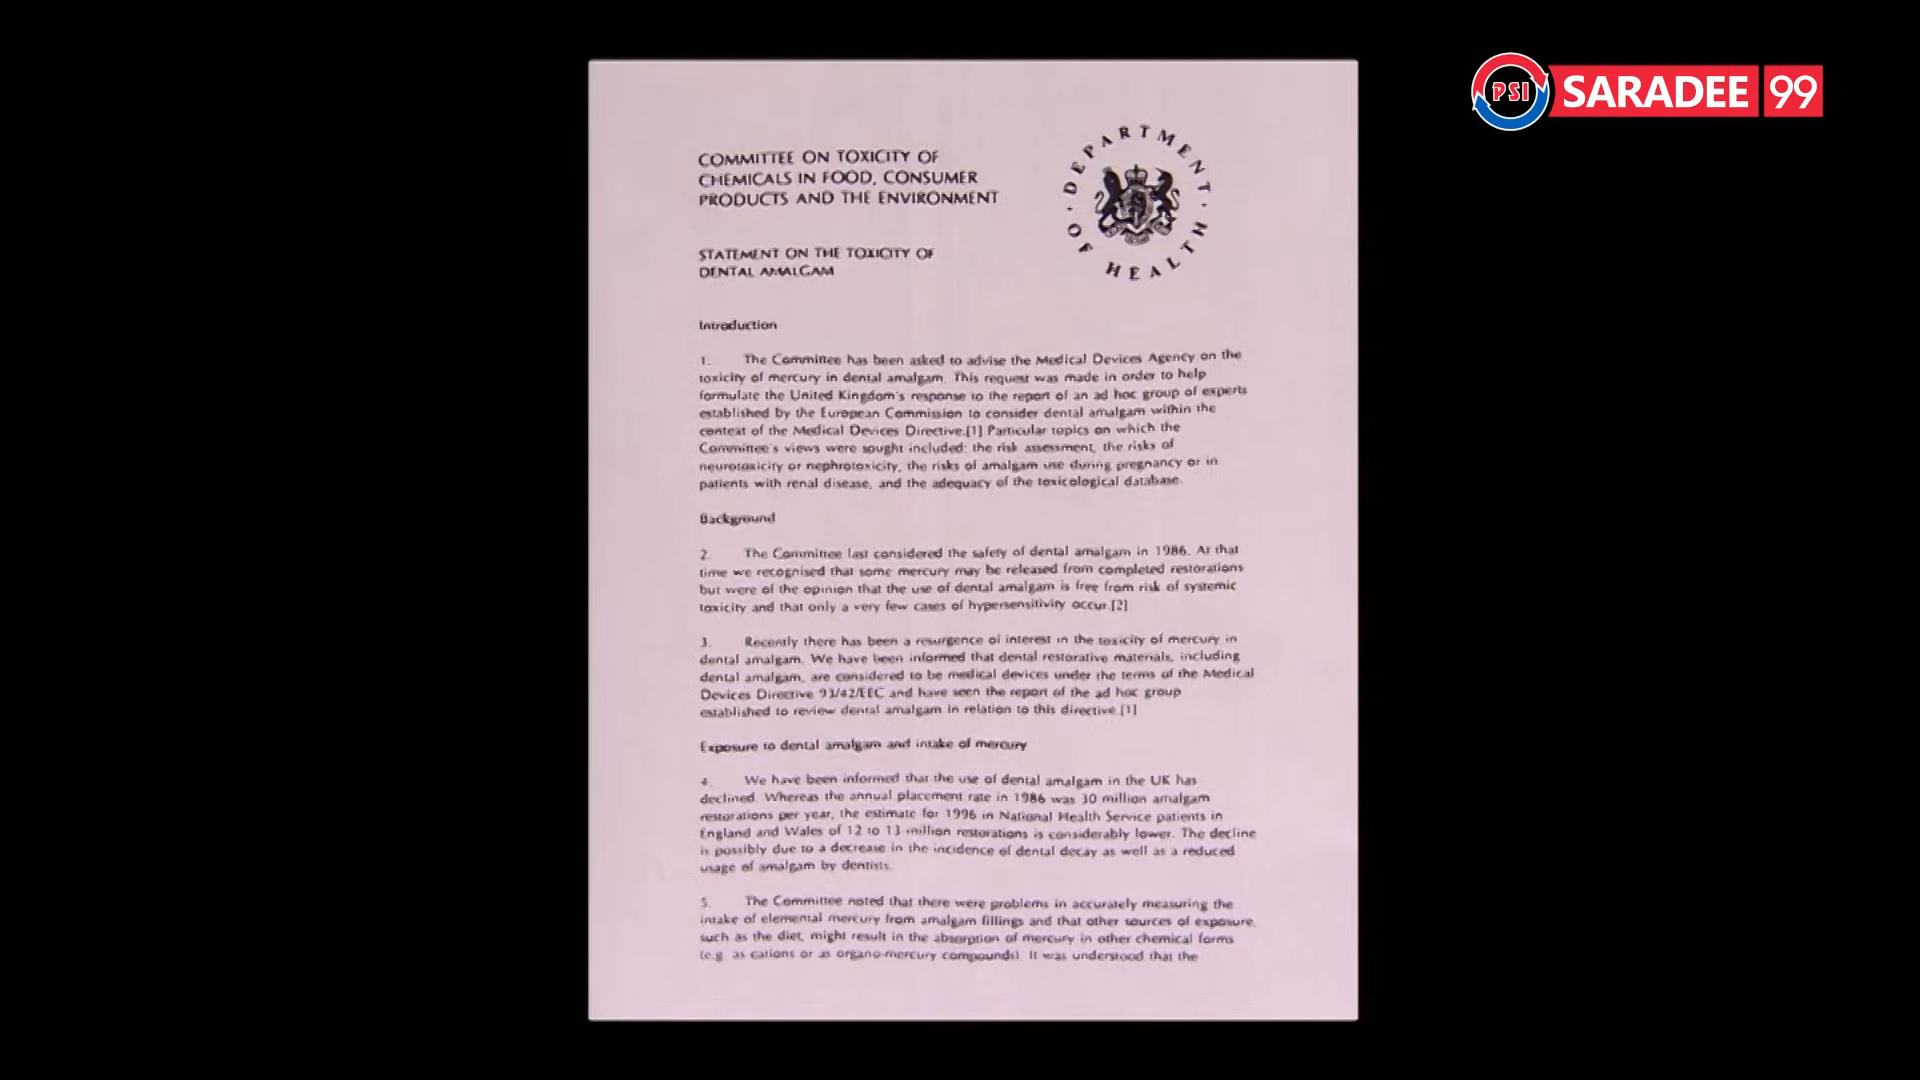 PSI SARADEE 99
COMMITTEE ON TOXICITY OF
CHEMICALS IN FOOD, CONSUMER
PRODUCTS AND THE ENVIRONMENT
DEPARTMENT OF HEALTH
STATEMENT ON THE TOXICITY OF
DENTAL AMALGAM
Introduction
1. The Committee has been asked to advise the Medical Devices Agency on the
toxicity of mercury in dental amalgam. This request was made in order to help
formulate the United Kingdom's response to the report of an ad hoc group of experts
established by the European Commission to consider dental amalgam within the
context of the Medical Devices Directive.[1] Particular topics on which the
Committee's views were sought included: the risk assessment, the risks of
neurotoxicity or nephrotoxicity, the risks of amalgam use during pregnancy or in
patients with renal disease, and the adequacy of the toxicological database.
Background
2. The Committee last considered the safety of dental amalgam in 1986. At that
time we recognised that some mercury may be released from completed restorations
but were of the opinion that the use of dental amalgam is free from risk of systemic
toxicity and that only a very few cases of hypersensitivity occur.[2]
3. Recently there has been a resurgence of interest in the toxicity of mercury in
dental amalgam. We have been informed that dental restorative materials, including
dental amalgam, are considered to be medical devices under the terms of the Medical
Devices Directive 93/42/EEC and have seen the report of the ad hoc group
established to review dental amalgam in relation to this directive.[1]
Exposure to dental amalgam and intake of mercury
4. We have been informed that the use of dental amalgam in the UK has
declined. Whereas the annual placement rate in 1986 was 30 million amalgam
restorations per year, the estimate for 1996 in National Health Service patients in
England and Wales of 12 to 13 million restorations is considerably lower. The decline
is possibly due to a decrease in the incidence of dental decay as well as a reduced
usage of amalgam by dentists.
5. The Committee noted that there were problems in accurately measuring the
intake of elemental mercury from amalgam fillings and that other sources of exposure,
such as the diet, might result in the absorption of mercury in other chemical forms
(e.g. as cations or as organo-mercury compounds). It was understood that the